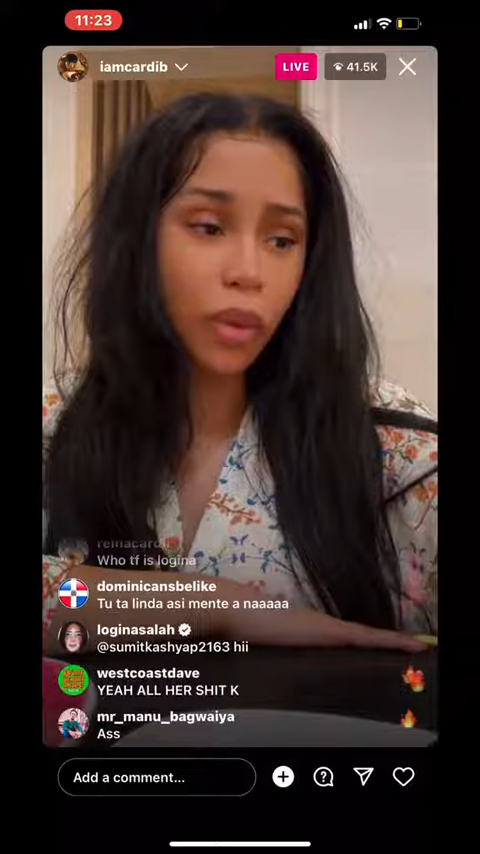 11:23
iamcardib
LIVE
41.5K
reinacardi
Who tf is logina
dominicansbelike
Tu ta linda asi mente a naaaaa
loginasalah
@sumitkashyap2163 hii
westcoastdave
YEAH ALL HER SHIT K
mr_manu_bagwaiya
Ass
Add a comment...